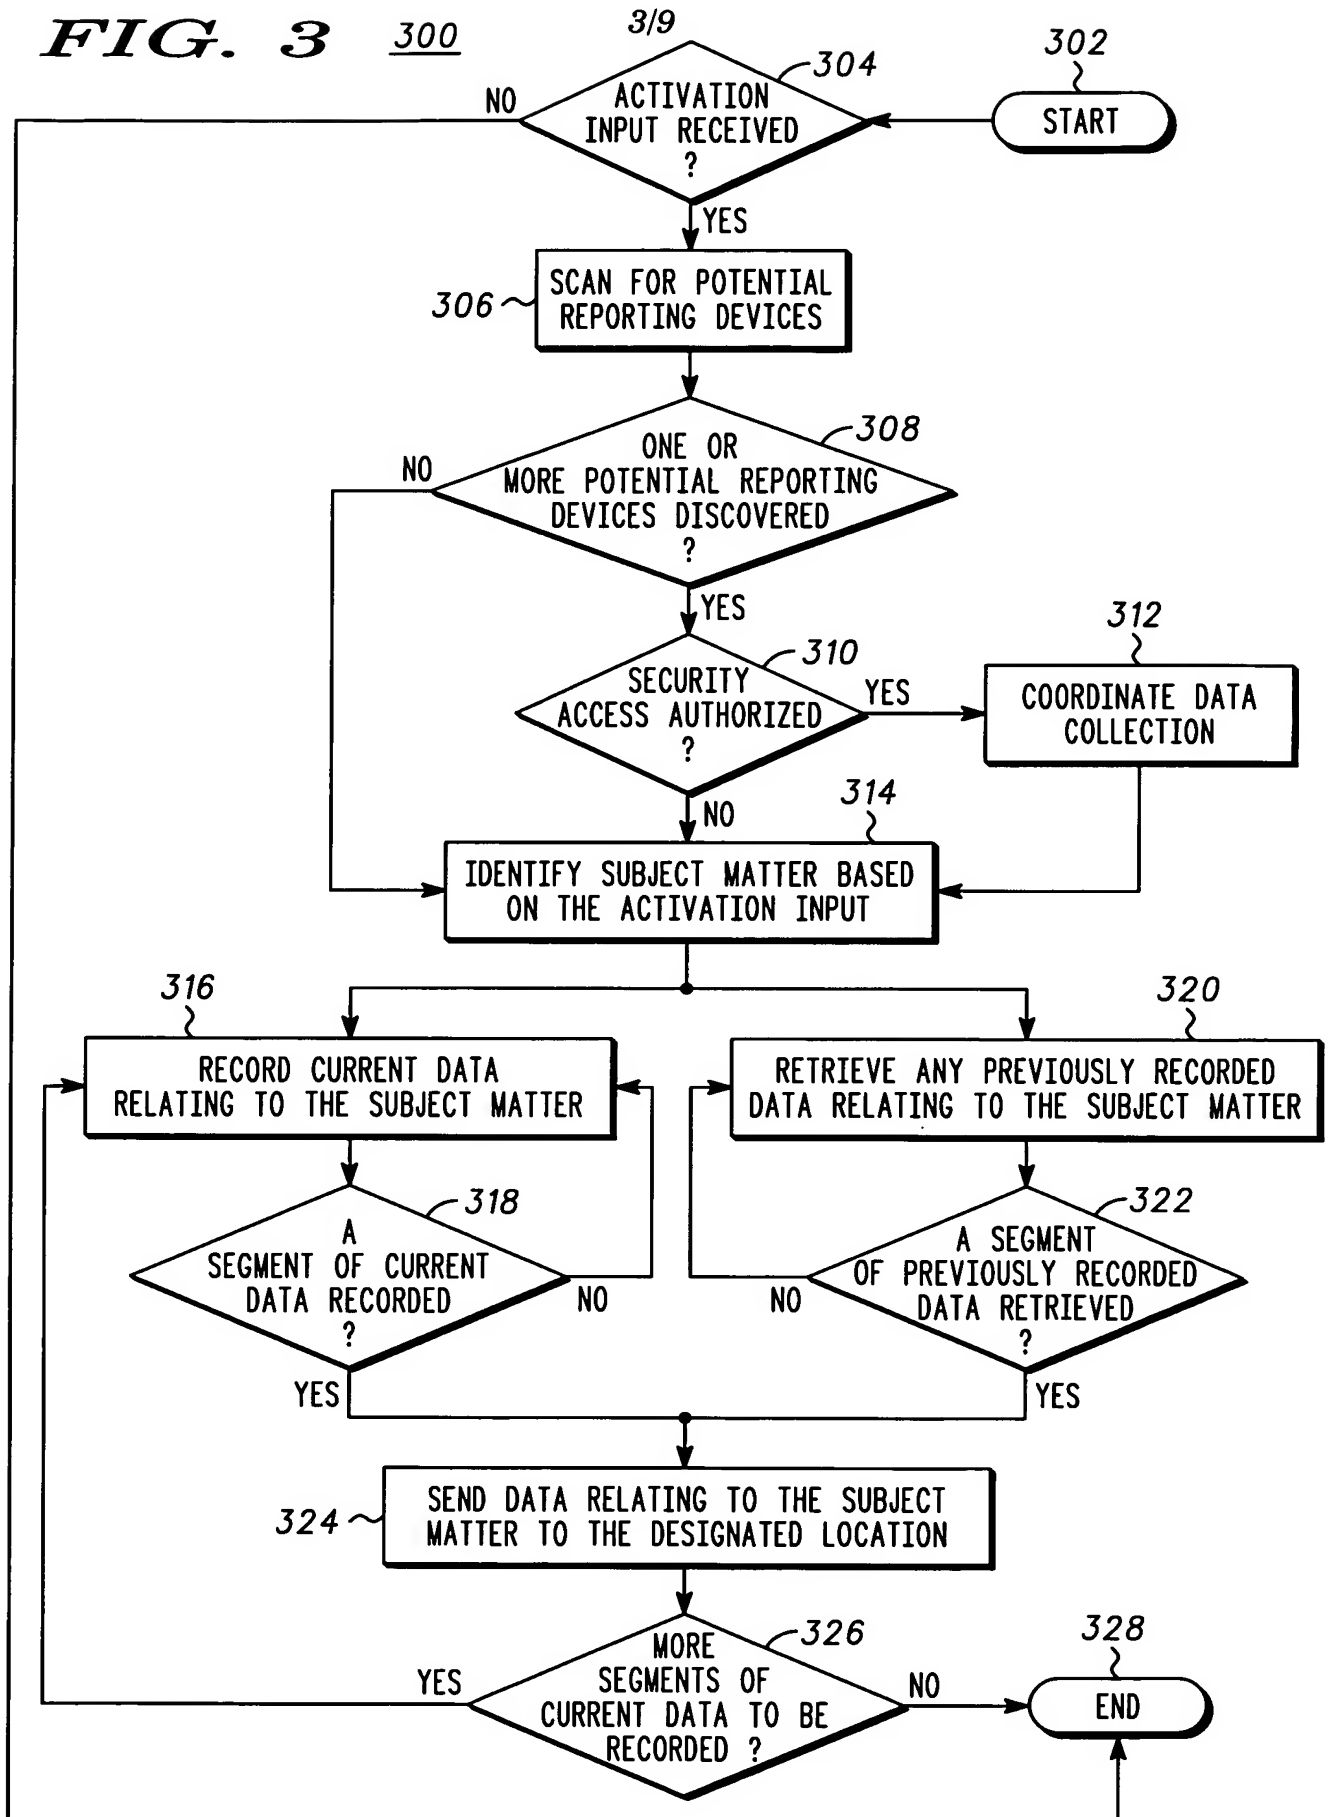 FIG. 3 300
3/9
304
302
NO
ACTIVATION
INPUT RECEIVED
?
START
YES
306
SCAN FOR POTENTIAL
REPORTING DEVICES
308
NO
ONE OR
MORE POTENTIAL REPORTING
DEVICES DISCOVERED
?
YES
310
312
SECURITY
ACCESS AUTHORIZED
?
YES
COORDINATE DATA
COLLECTION
NO
314
IDENTIFY SUBJECT MATTER BASED
ON THE ACTIVATION INPUT
316
320
RECORD CURRENT DATA
RELATING TO THE SUBJECT MATTER
RETRIEVE ANY PREVIOUSLY RECORDED
DATA RELATING TO THE SUBJECT MATTER
318
322
A
SEGMENT OF CURRENT
DATA RECORDED
?
NO
NO
A SEGMENT
OF PREVIOUSLY RECORDED
DATA RETRIEVED
?
YES
YES
324
SEND DATA RELATING TO THE SUBJECT
MATTER TO THE DESIGNATED LOCATION
326
328
YES
MORE
SEGMENTS OF
CURRENT DATA TO BE
RECORDED ?
NO
END